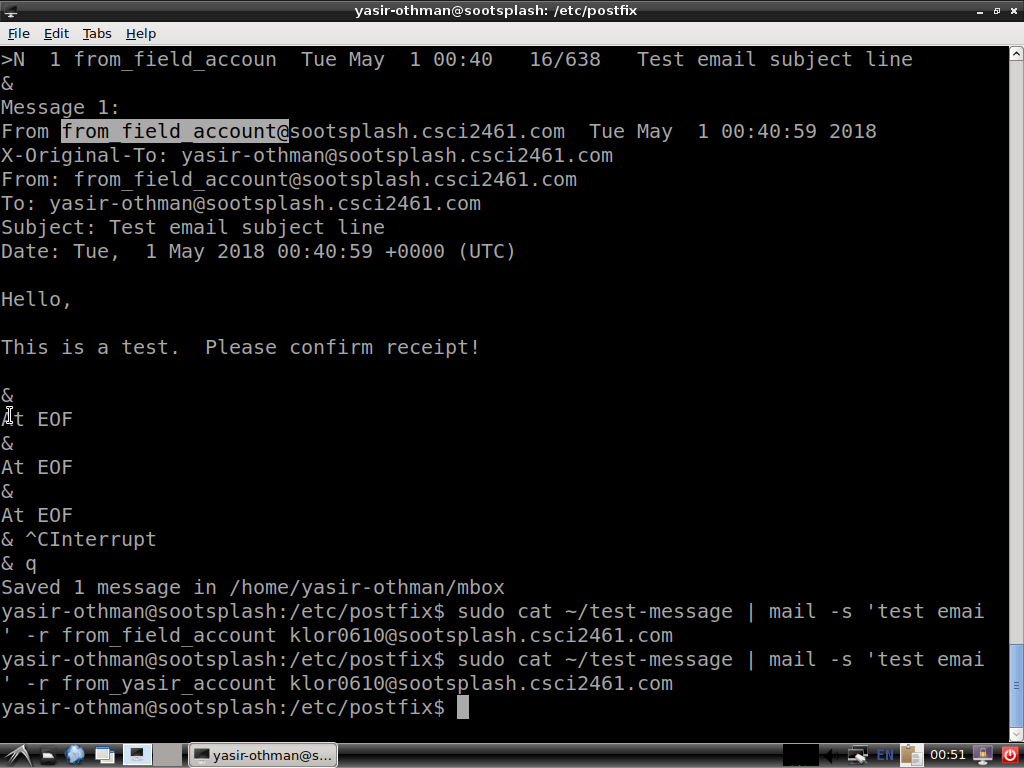 yasir-othman@sootsplash: /etc/postfix
File Edit Tabs Help
>N  1 from_field_accoun  Tue May  1 00:40   16/638   Test email subject line
&
Message 1:
From from_field_account@sootsplash.csci2461.com  Tue May  1 00:40:59 2018
X-Original-To: yasir-othman@sootsplash.csci2461.com
From: from_field_account@sootsplash.csci2461.com
To: yasir-othman@sootsplash.csci2461.com
Subject: Test email subject line
Date: Tue,  1 May 2018 00:40:59 +0000 (UTC)
Hello,
This is a test.  Please confirm receipt!
&
At EOF
&
At EOF
&
At EOF
& ^CInterrupt
& q
Saved 1 message in /home/yasir-othman/mbox
yasir-othman@sootsplash:/etc/postfix$ sudo cat ~/test-message | mail -s 'test emai
' -r from_field_account klor0610@sootsplash.csci2461.com
yasir-othman@sootsplash:/etc/postfix$ sudo cat ~/test-message | mail -s 'test emai
' -r from_yasir_account klor0610@sootsplash.csci2461.com
yasir-othman@sootsplash:/etc/postfix$
yasir-othman@s...
EN
00:51